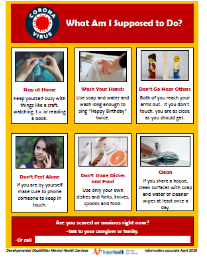 CORONA
VIRUS
What Am I Supposed to Do?
Stay at Home
Keep yourself busy with
things like a craft,
watching t.v. or reading
a book.
Wash Your Hands
Use soap and water and
wash long enough to
sing "Happy Birthday"
twice.
Don't Go Near Others
Both of you reach your
arms out. If you don't
touch, you are as close
as you should get.
Don't Feel Alone
If you are by yourself
make sure to phone
someone to keep in
touch.
Don't Share Dishes
and Food
Use only your own
dishes and forks, knives,
spoons and food.
Clean
If you share a house,
clean surfaces with soap
and water or cleaner
wipes at least once a
day.
Are you scared or anxious right now?
-Talk to your caregiver or family.
-Or call
Developmental Disabilities Mental Health Services
Interior health
Information accurate April 2020